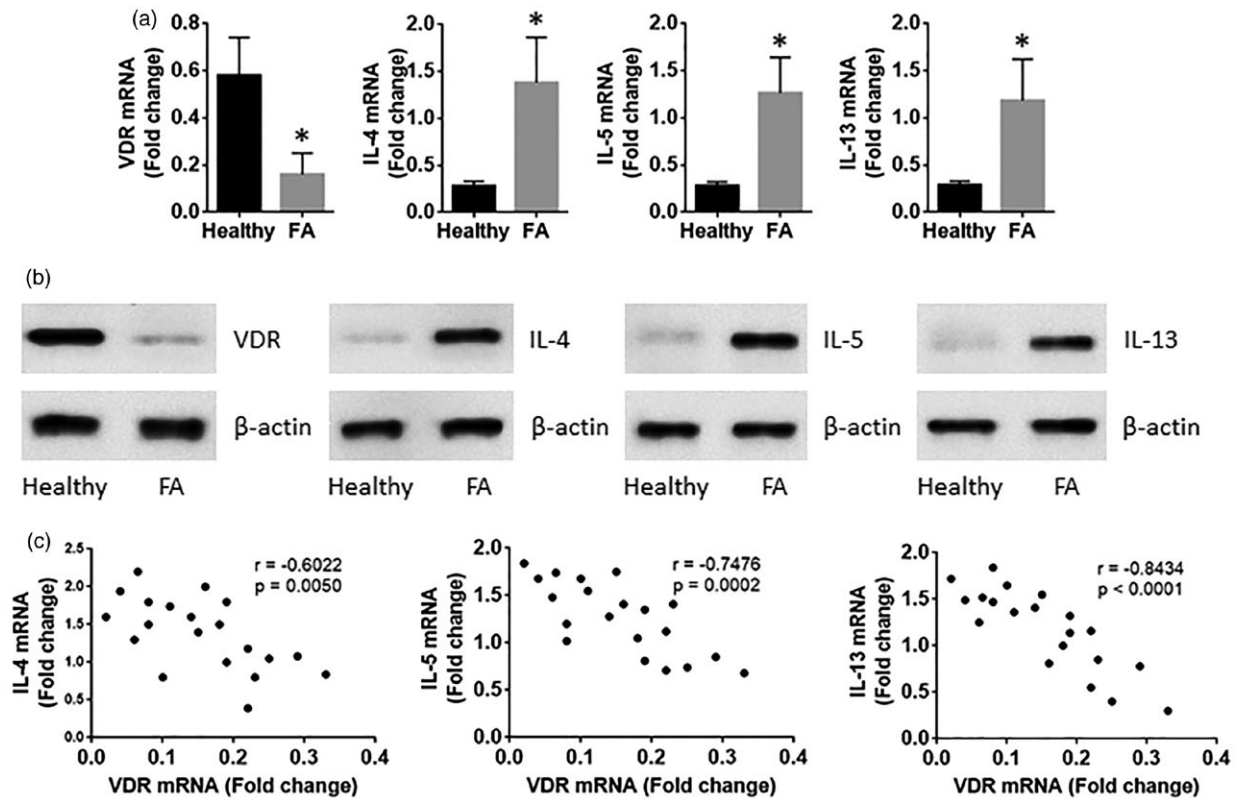 (a)
VDR mRNA
(Fold change)
0.8
0.6
0.4
0.2
0.0
*
Healthy FA
IL-4 mRNA
(Fold change)
2.0
1.5
1.0
0.5
0.0
*
Healthy FA
IL-5 mRNA
(Fold change)
2.0
1.5
1.0
0.5
0.0
*
Healthy FA
IL-13 mRNA
(Fold change)
2.0
1.5
1.0
0.5
0.0
*
Healthy FA
(b)
VDR
β-actin
Healthy FA
IL-4
β-actin
Healthy FA
IL-5
β-actin
Healthy FA
IL-13
β-actin
Healthy FA
(c)
IL-4 mRNA
(Fold change)
2.5
2.0
1.5
1.0
0.5
0.0
r = -0.6022
p = 0.0050
0.0 0.1 0.2 0.3 0.4
VDR mRNA (Fold change)
IL-5 mRNA
(Fold change)
2.0
1.5
1.0
0.5
0.0
r = -0.7476
p = 0.0002
0.0 0.1 0.2 0.3 0.4
VDR mRNA (Fold change)
IL-13 mRNA
(Fold change)
2.0
1.5
1.0
0.5
0.0
r = -0.8434
p < 0.0001
0.0 0.1 0.2 0.3 0.4
VDR mRNA (Fold change)